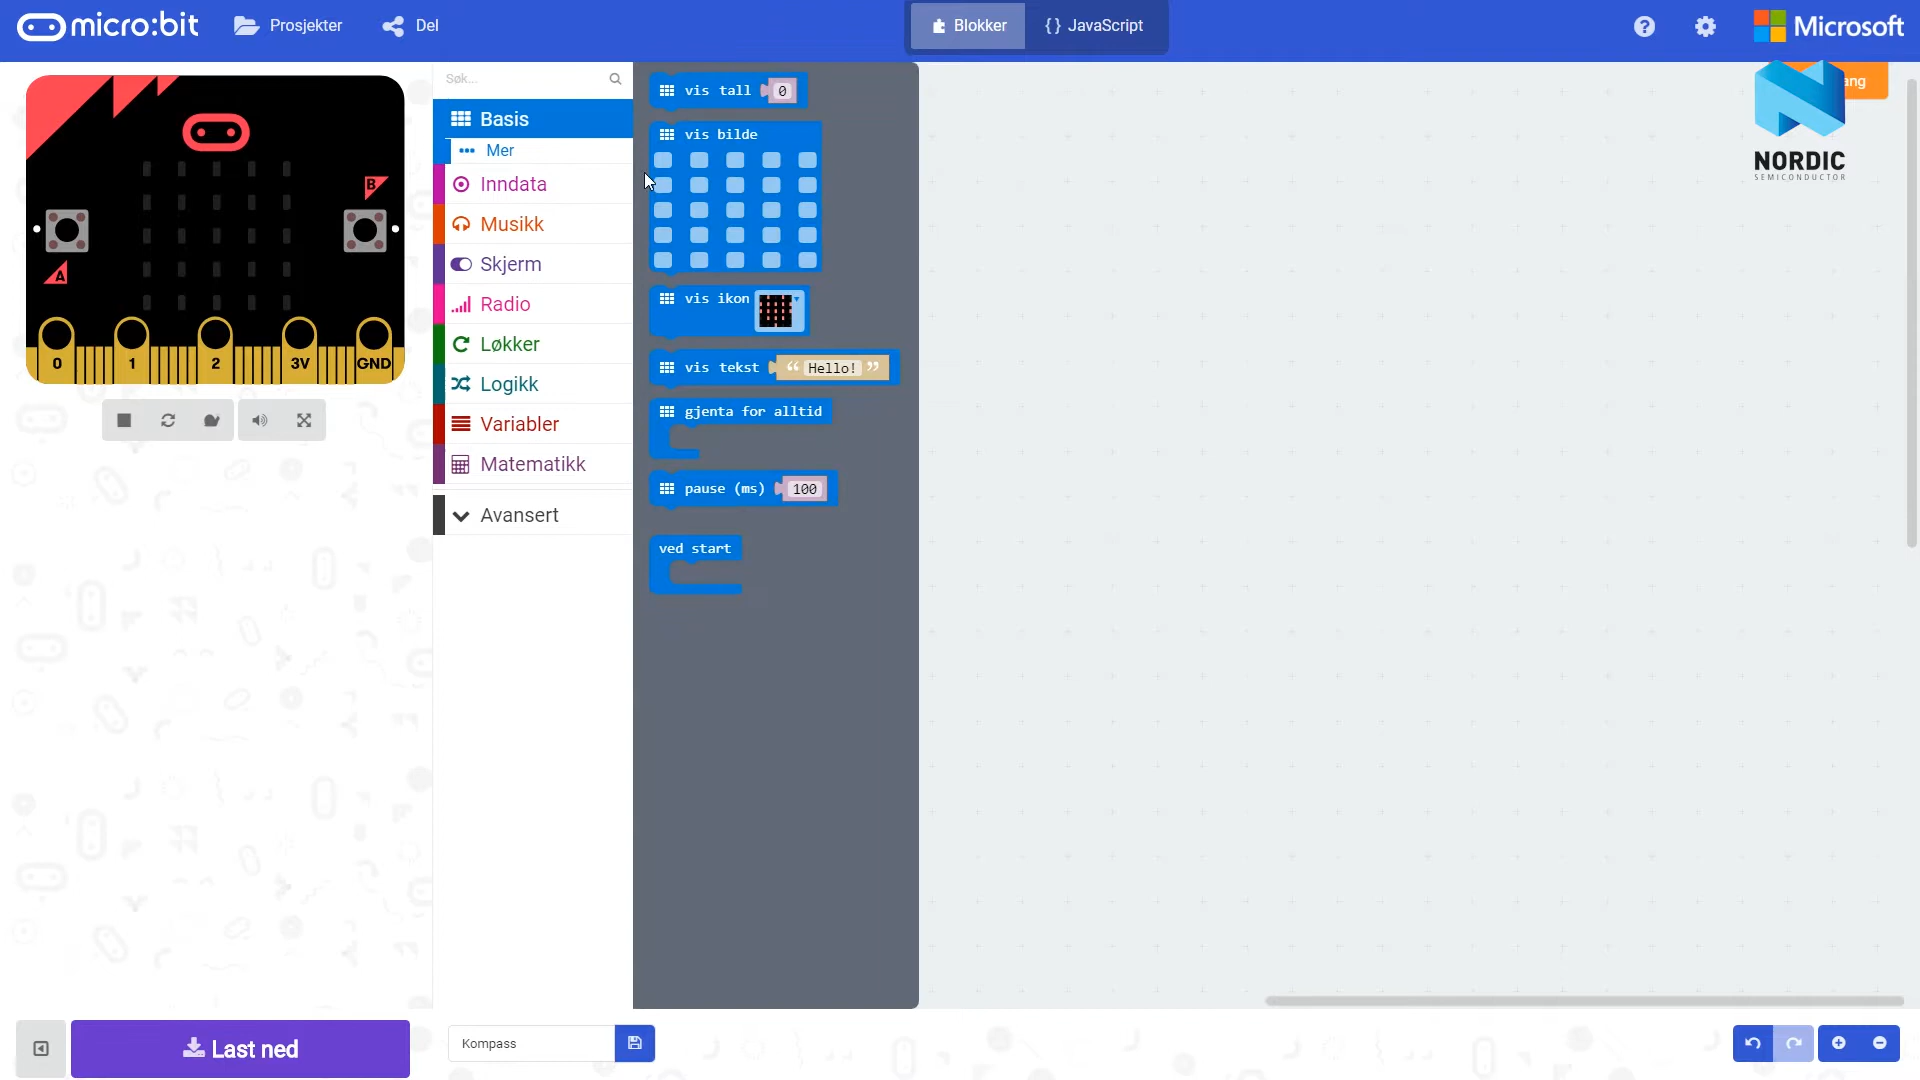 micro:bit
Prosjekter
Del
Blokker
{ } JavaScript
Microsoft
B
A
0
1
2
3V
GND
Søk...
Basis
Mer
Inndata
Musikk
Skjerm
Radio
Løkker
Logikk
Variabler
Matematikk
Avansert
vis tall 0
vis bilde
vis ikon
vis tekst “ Hello! ”
gjenta for alltid
pause (ms) 100
ved start
ang
NORDIC
SEMICONDUCTOR
Last ned
Kompass